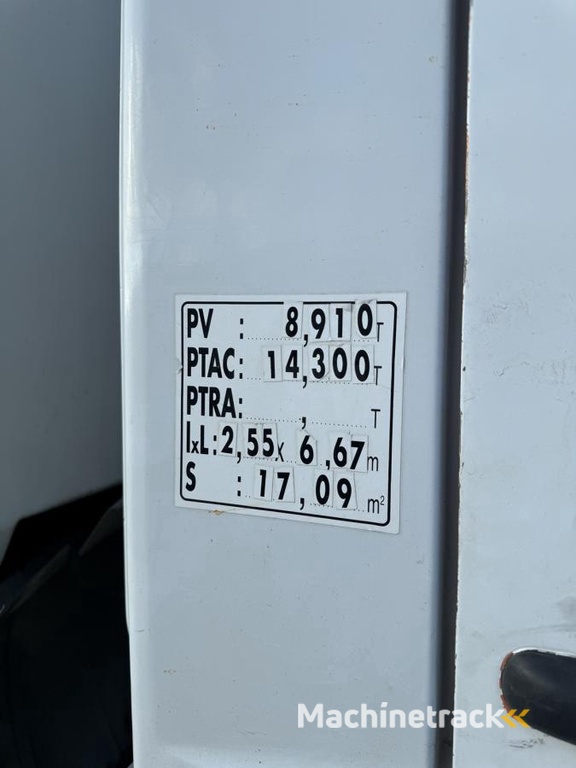 PV : 8,910 T
PTAC: 14,300 T
PTRA: , T
lxL: 2,55 x 6,67 m
S : 17,09 m²
Machinetrack